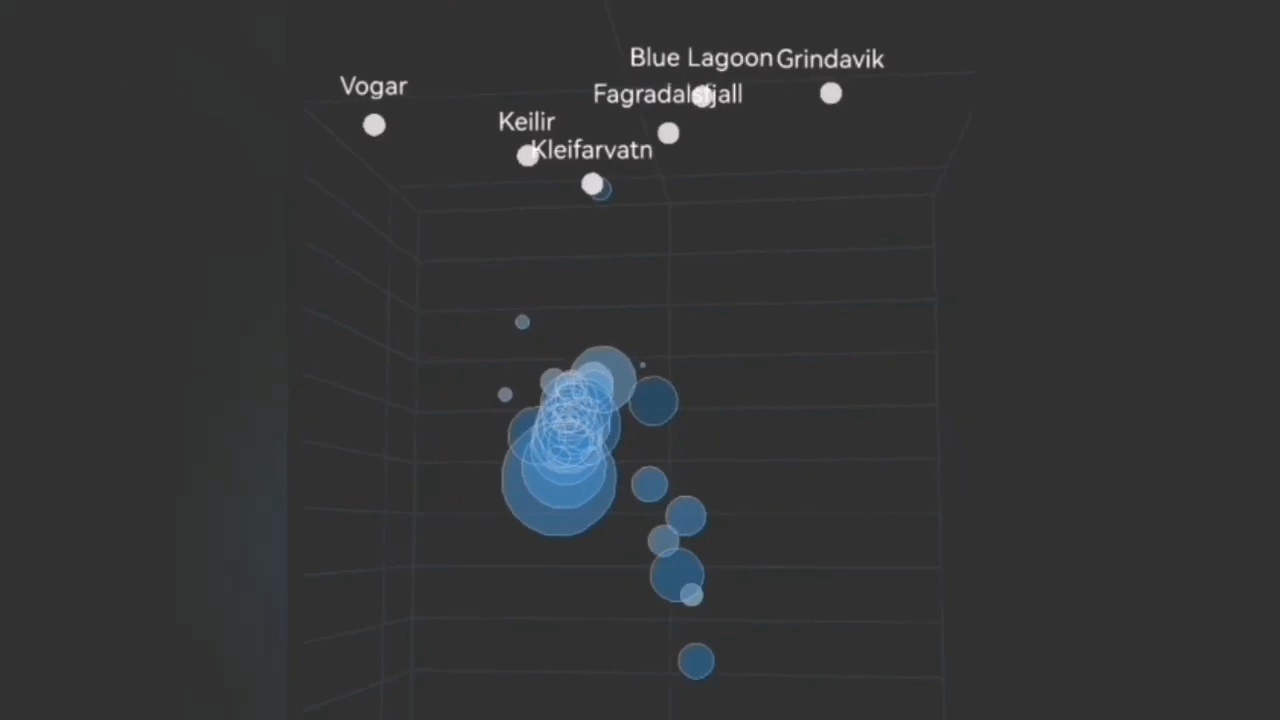 Blue Lagoon
Grindavik
Vogar
Fagradalsfjall
Keilir
Kleifarvatn